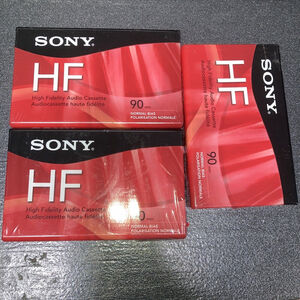 SONY®
HF
High Fidelity Audio Cassette
Audiocassette haute fidélité
90
NORMAL BIAS
POLARISATION NORMALE
SONY
HF
High Fidelity Audio Cassette
Audiocassette haute fidélité
NORMAL BIAS
POLARISATION NORMALE
SONY
HF
High Fidelity Audio Cassette
Audiocassette haute fidélité
90
NORMAL BIAS
POLARISATION NORMALE